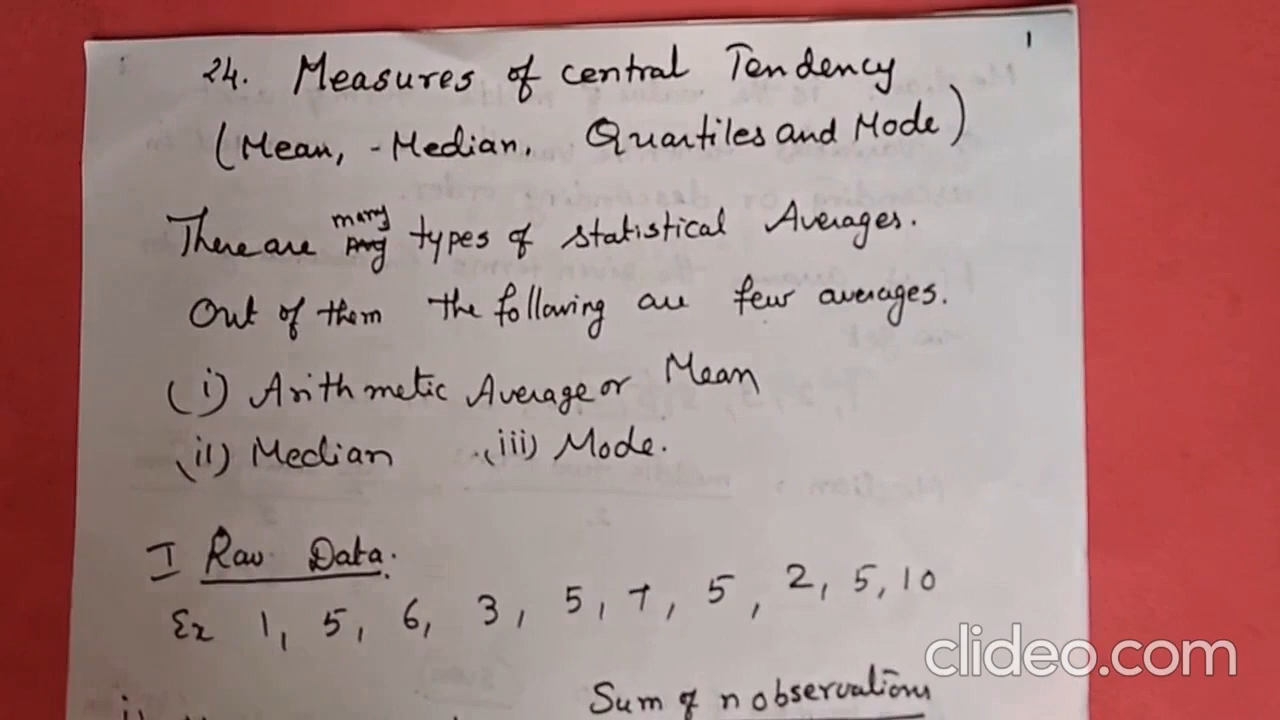 1
24. Measures of central Tendency
(Mean, -Median. Quartiles and Mode)
There are many types of statistical Averages.
Out of them the following are few averages.
(i) Arithmetic Average or Mean
(ii) Median (iii) Mode.
I Raw Data.
Ex 1, 5, 6, 3, 5, 7, 5, 2, 5, 10
Sum of n observations
clideo.com